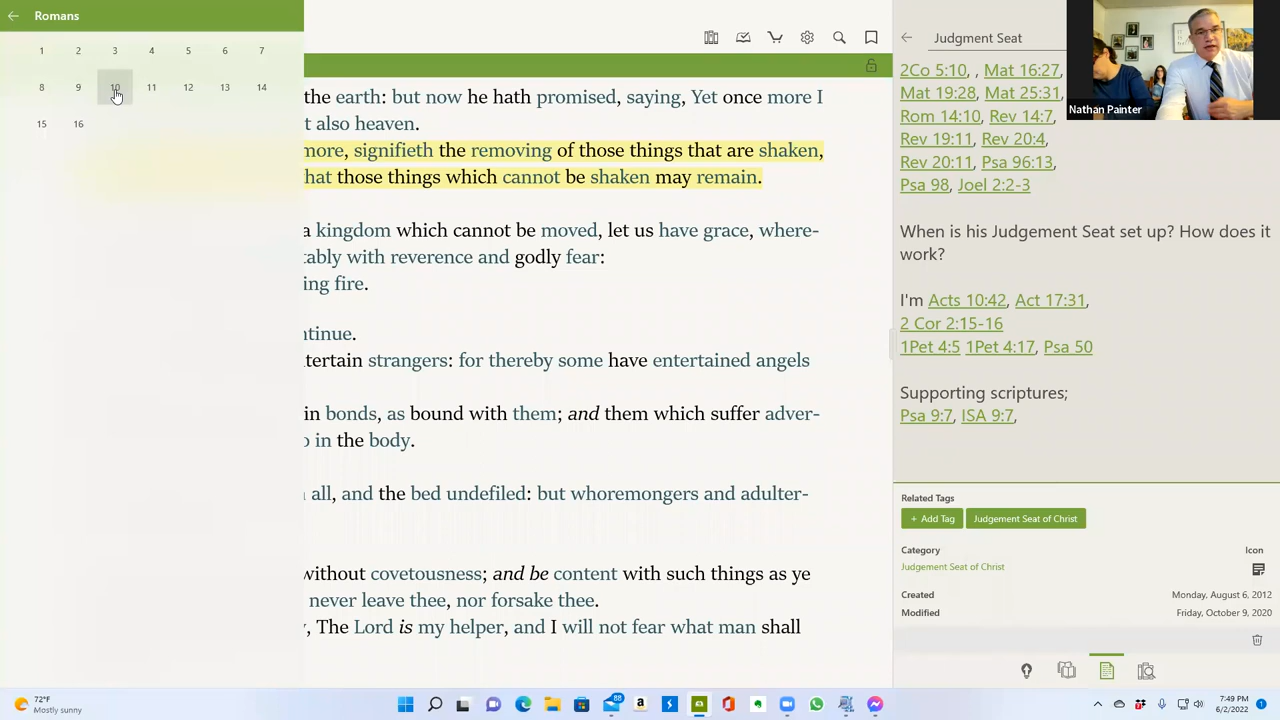 Romans
1 2 3 4 5 6 7
8 9 10 11 12 13 14
15 16
the earth: but now he hath promised, saying, Yet once more I
t also heaven.
more, signifieth the removing of those things that are shaken,
hat those things which cannot be shaken may remain.
a kingdom which cannot be moved, let us have grace, where-
tably with reverence and godly fear:
ing fire.
ntinue.
tertain strangers: for thereby some have entertained angels
in bonds, as bound with them; and them which suffer adver-
o in the body.
all, and the bed undefiled: but whoremongers and adulter-
without covetousness; and be content with such things as ye
never leave thee, nor forsake thee.
, The Lord is my helper, and I will not fear what man shall
Judgment Seat
2Co 5:10, , Mat 16:27,
Mat 19:28, Mat 25:31,
Rom 14:10, Rev 14:7,
Rev 19:11, Rev 20:4,
Rev 20:11, Psa 96:13,
Psa 98, Joel 2:2-3
When is his Judgement Seat set up? How does it
work?
I'm Acts 10:42, Act 17:31,
2 Cor 2:15-16
1Pet 4:5 1Pet 4:17, Psa 50
Supporting scriptures;
Psa 9:7, ISA 9:7,
Related Tags
+ Add Tag Judgement Seat of Christ
Category Icon
Judgement Seat of Christ
Created Monday, August 6, 2012
Modified Friday, October 9, 2020
Nathan Painter
72°F
Mostly sunny
88
7:49 PM
6/2/2022
1